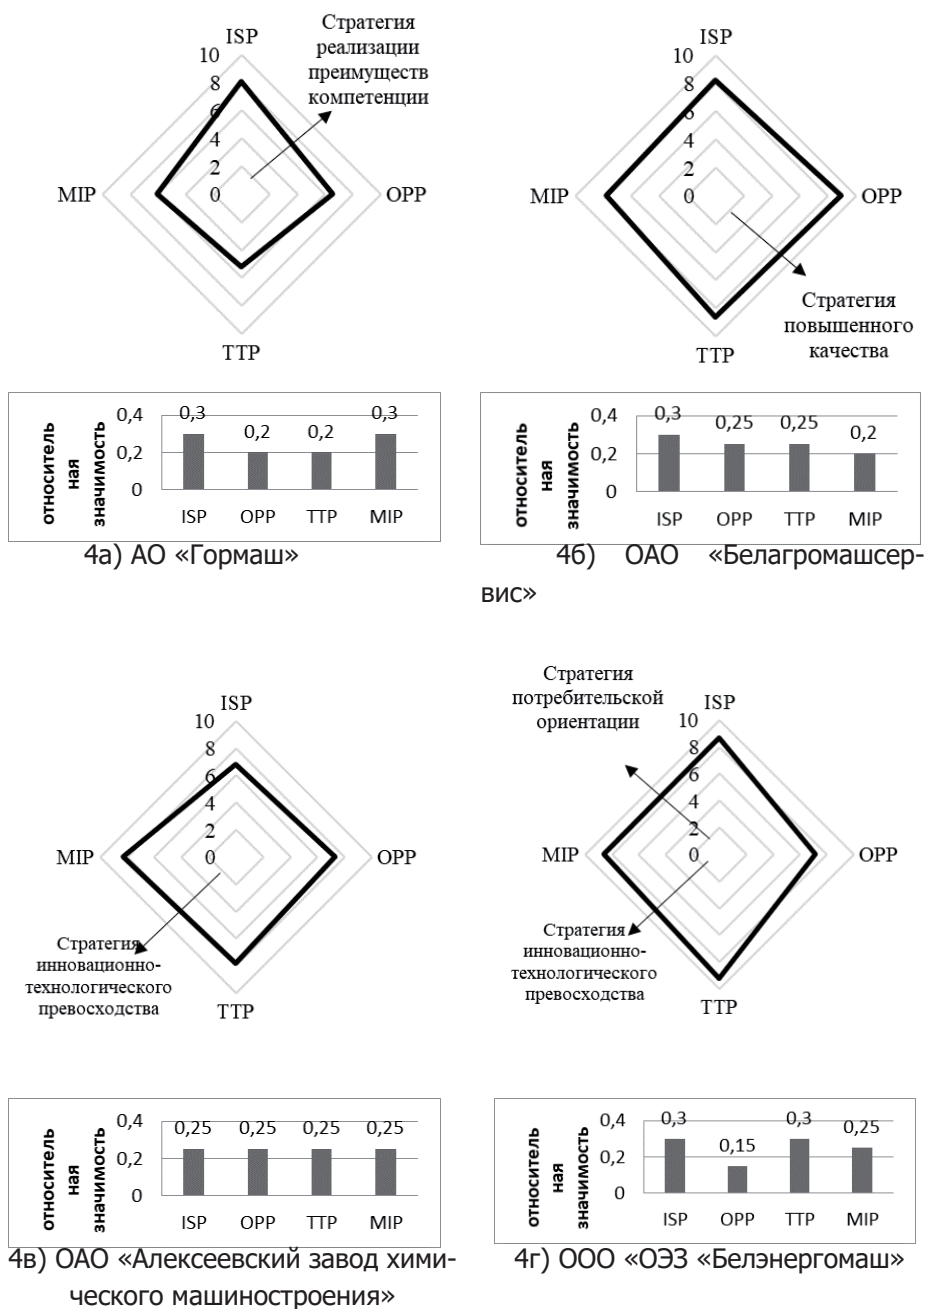 ISP
Стратегия
реализации
преимуществ
компетенции
10
8
6
4
2
0
MIP
OPP
TTP
относитель
ная
значимость
0,4
0,2
0
0,3
0,2
0,2
0,3
ISP OPP TTP MIP
4а) АО «Гормаш»
ISP
10
8
6
4
2
0
MIP
OPP
Стратегия
повышенного
качества
TTP
относитель
ная
значимость
0,4
0,2
0
0,3
0,25
0,25
0,2
ISP OPP TTP MIP
4б) ОАО «Белагромашсер-
вис»
ISP
10
8
6
4
2
0
MIP
OPP
Стратегия
инновационно-
технологического
превосходства
TTP
относитель
ная
значимость
0,4
0,2
0
0,25
0,25
0,25
0,25
ISP OPP TTP MIP
4в) ОАО «Алексеевский завод хими-
ческого машиностроения»
Стратегия
потребительской
ориентации
ISP
10
8
6
4
2
0
MIP
OPP
Стратегия
инновационно-
технологического
превосходства
TTP
относитель
ная
значимость
0,4
0,2
0
0,3
0,15
0,3
0,25
ISP OPP TTP MIP
4г) ООО «ОЭЗ «Белэнергомаш»